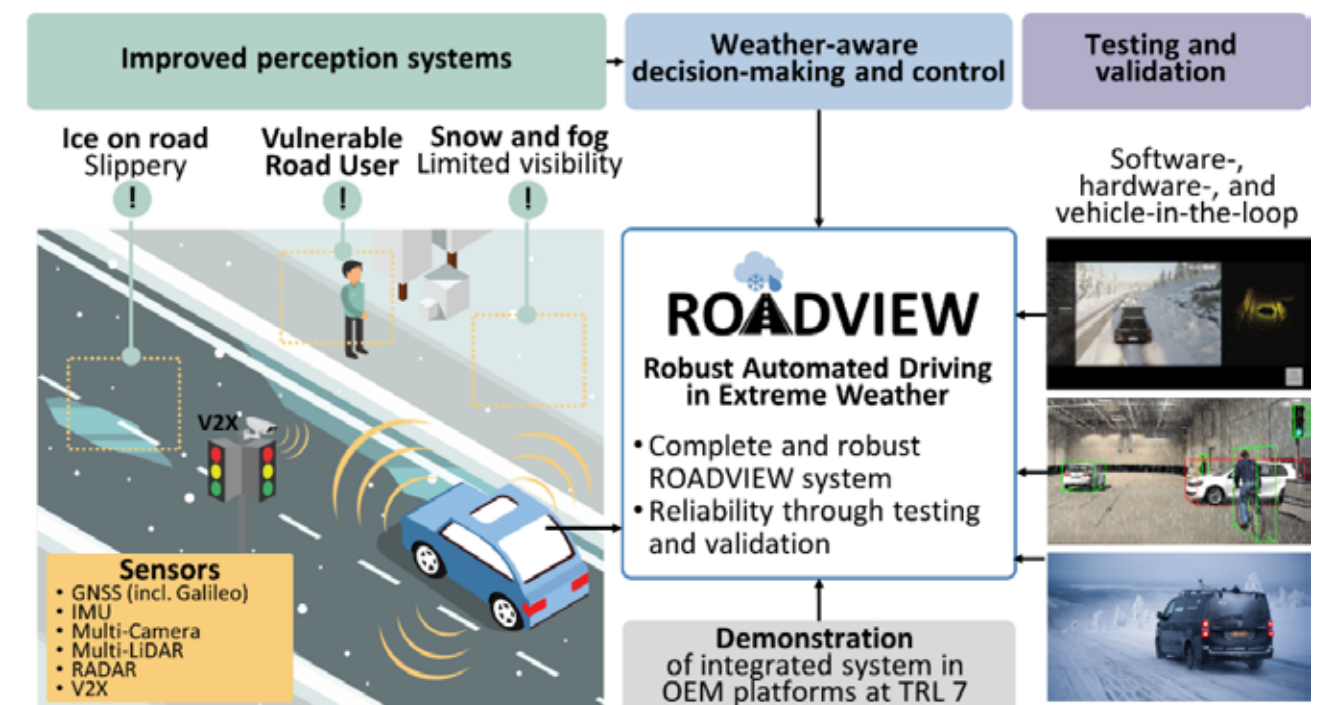 Improved perception systems
Weather-aware
decision-making and control
Testing and
validation
Ice on road
Slippery
!
Vulnerable
Road User
!
Snow and fog
Limited visibility
!
V2X
Sensors
• GNSS (incl. Galileo)
• IMU
• Multi-Camera
• Multi-LiDAR
• RADAR
• V2X
ROADVIEW
Robust Automated Driving
in Extreme Weather
• Complete and robust
ROADVIEW system
• Reliability through testing
and validation
Demonstration
of integrated system in
OEM platforms at TRL 7
Software-,
hardware-, and
vehicle-in-the-loop